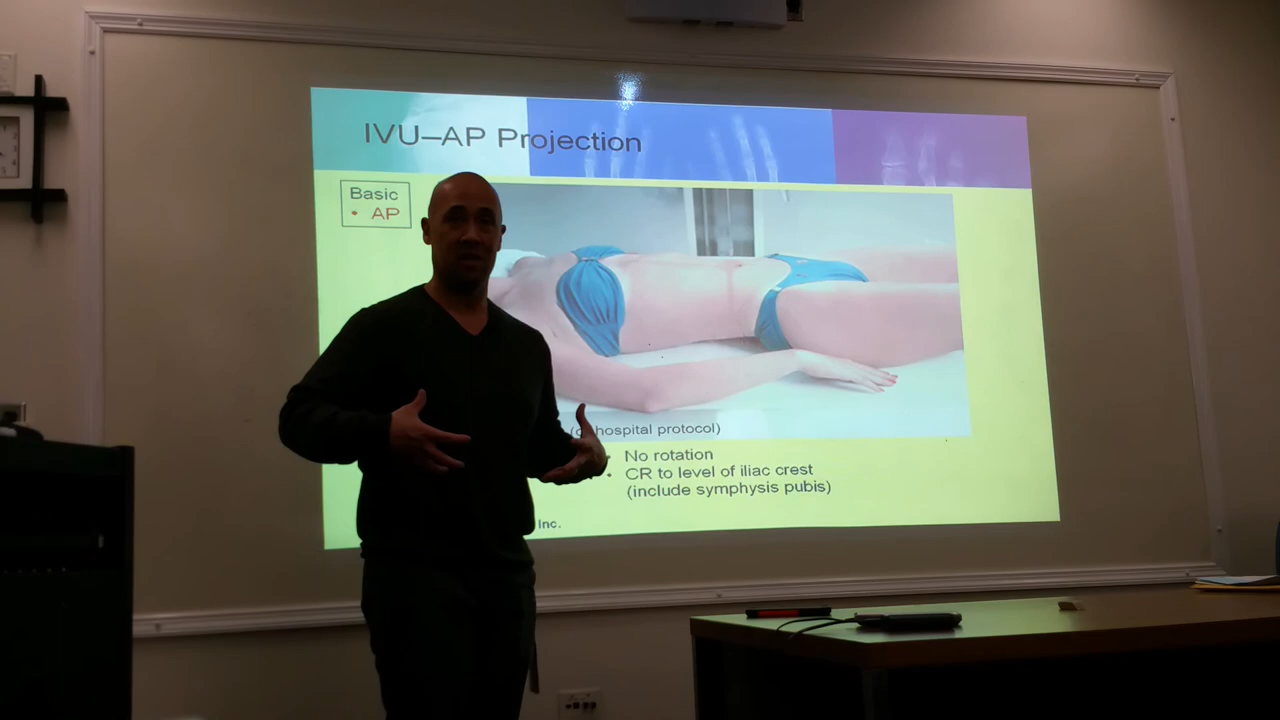 IVU–AP Projection
Basic
• AP
hospital protocol)
• No rotation
• CR to level of iliac crest
(include symphysis pubis)
Inc.